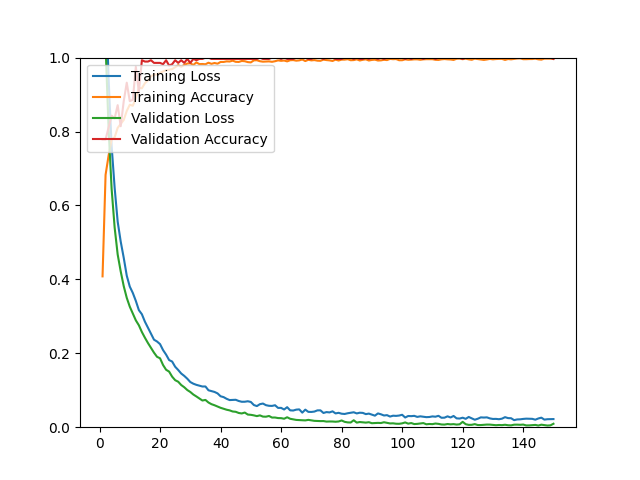 1.0
0.8
0.6
0.4
0.2
0.0
Training Loss
Training Accuracy
Validation Loss
Validation Accuracy
0 20 40 60 80 100 120 140